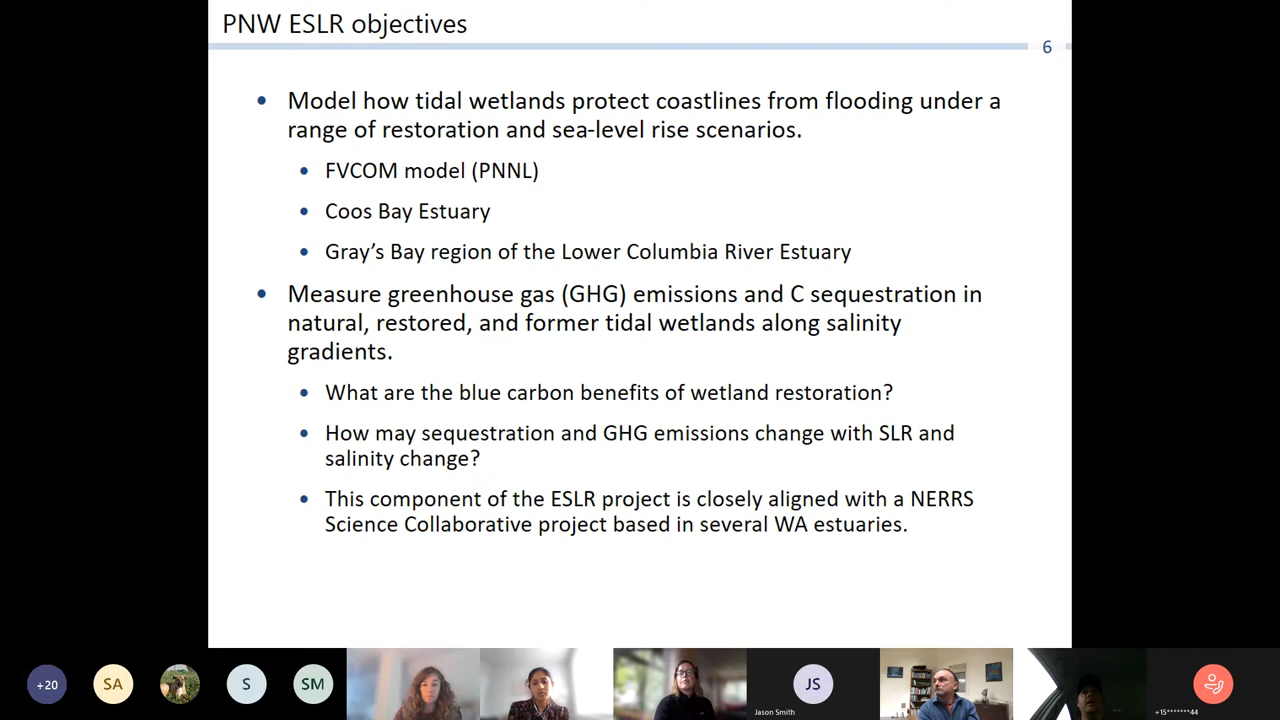 PNW ESLR objectives
6
Model how tidal wetlands protect coastlines from flooding under a
range of restoration and sea-level rise scenarios.
FVCOM model (PNNL)
Coos Bay Estuary
Gray's Bay region of the Lower Columbia River Estuary
Measure greenhouse gas (GHG) emissions and C sequestration in
natural, restored, and former tidal wetlands along salinity
gradients.
What are the blue carbon benefits of wetland restoration?
How may sequestration and GHG emissions change with SLR and
salinity change?
This component of the ESLR project is closely aligned with a NERRS
Science Collaborative project based in several WA estuaries.
+20
SA
S
SM
JS
Jason Smith
+15*******44